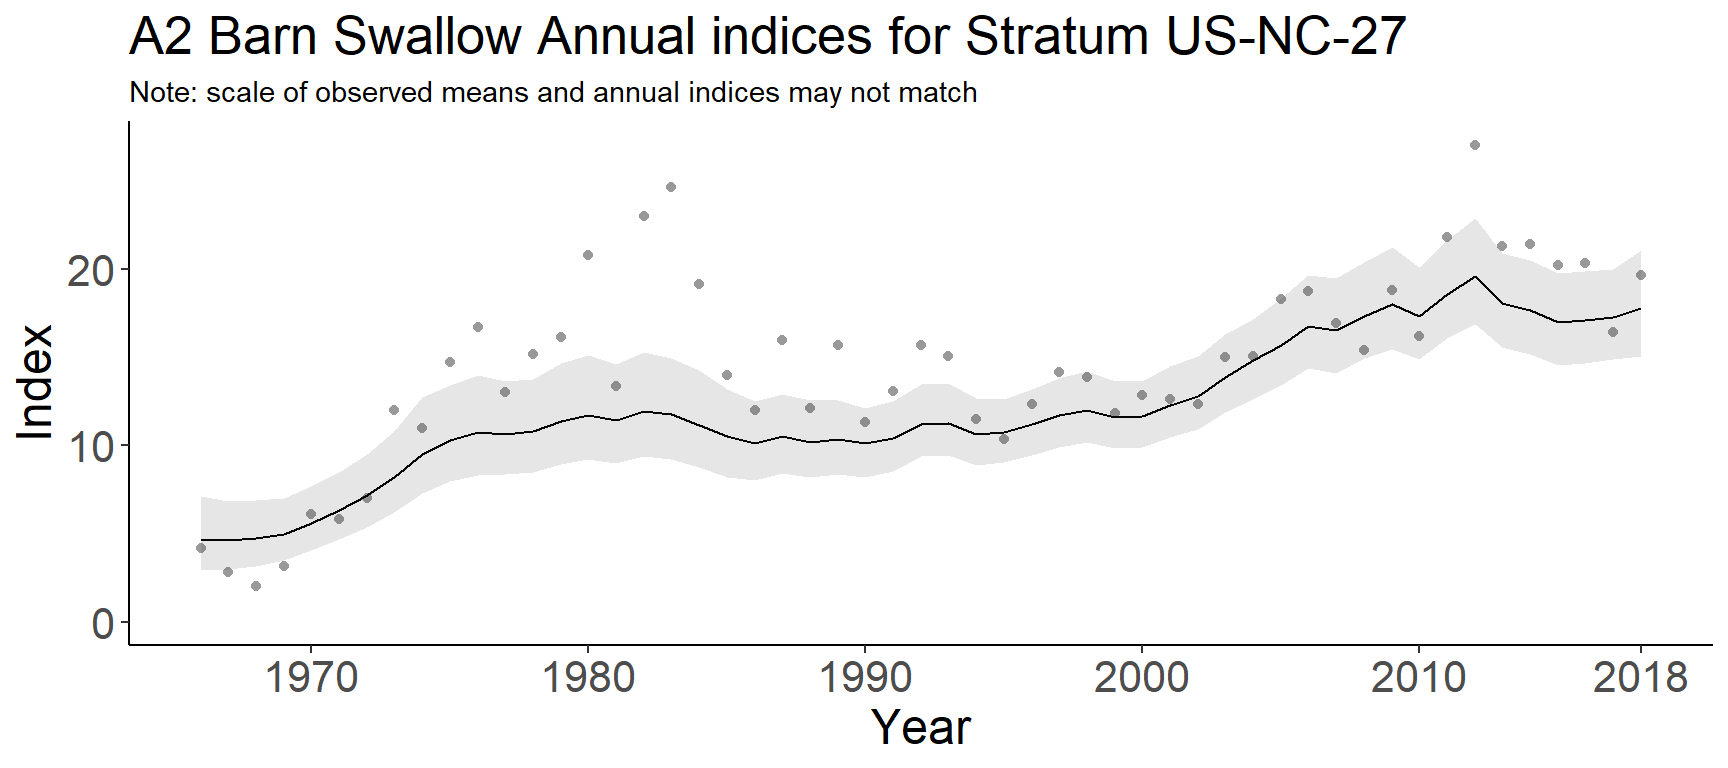 A2 Barn Swallow Annual indices for Stratum US-NC-27
Note: scale of observed means and annual indices may not match
Index
20
10
0
1970 1980 1990 2000 2010 2018
Year